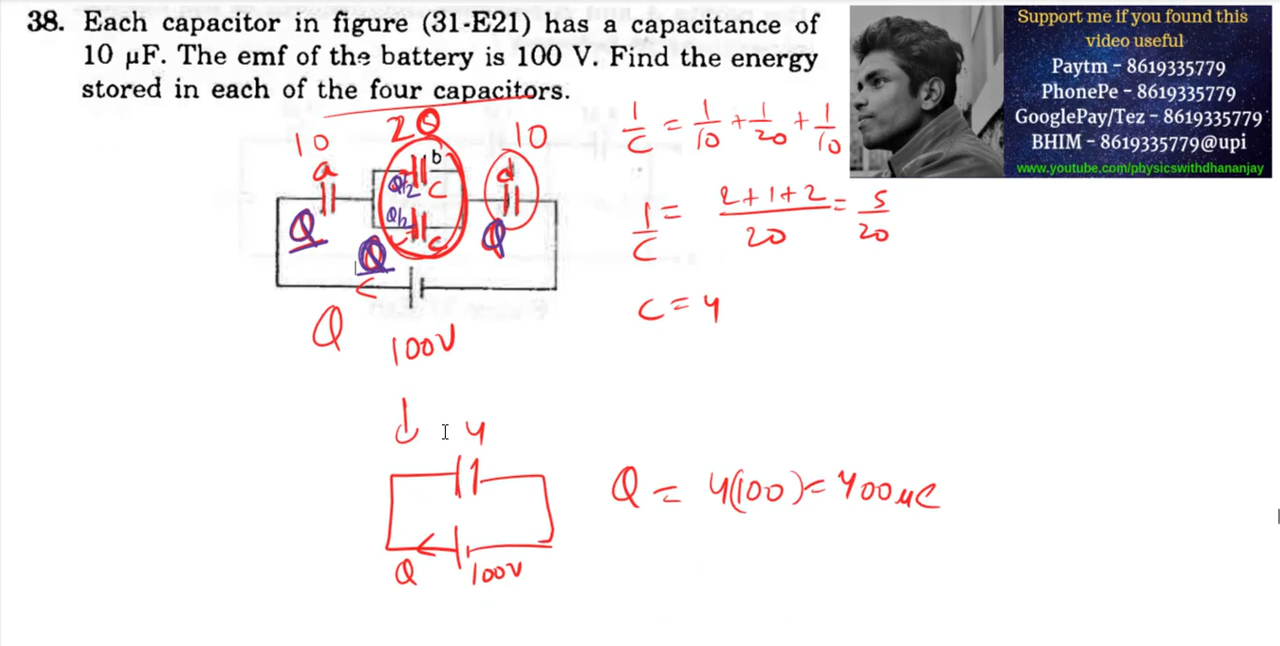 38. Each capacitor in figure (31-E21) has a capacitance of
10 μF. The emf of the battery is 100 V. Find the energy
stored in each of the four capacitors.
Support me if you found this
video useful
Paytm - 8619335779
PhonePe - 8619335779
GooglePay/Tez - 8619335779
BHIM - 8619335779@upi
www.youtube.com/physicswithdhananjay
10 20 10
a b d
Q/2 C
Q/2 C
Q Q Q
Q 100V
1/C = 1/10 + 1/20 + 1/10
1/C = 2+1+2/20 = 5/20
C = 4
4
Q = 4(100) = 400 μC
Q 100V